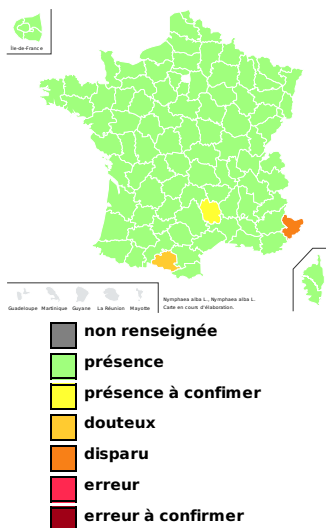 Île-de-France
Guadeloupe Martinique Guyane La Réunion Mayotte
Nymphaea alba L., Nymphaea alba L.
Carte en cours d'élaboration.
non renseignée
présence
présence à confimer
douteux
disparu
erreur
erreur à confirmer